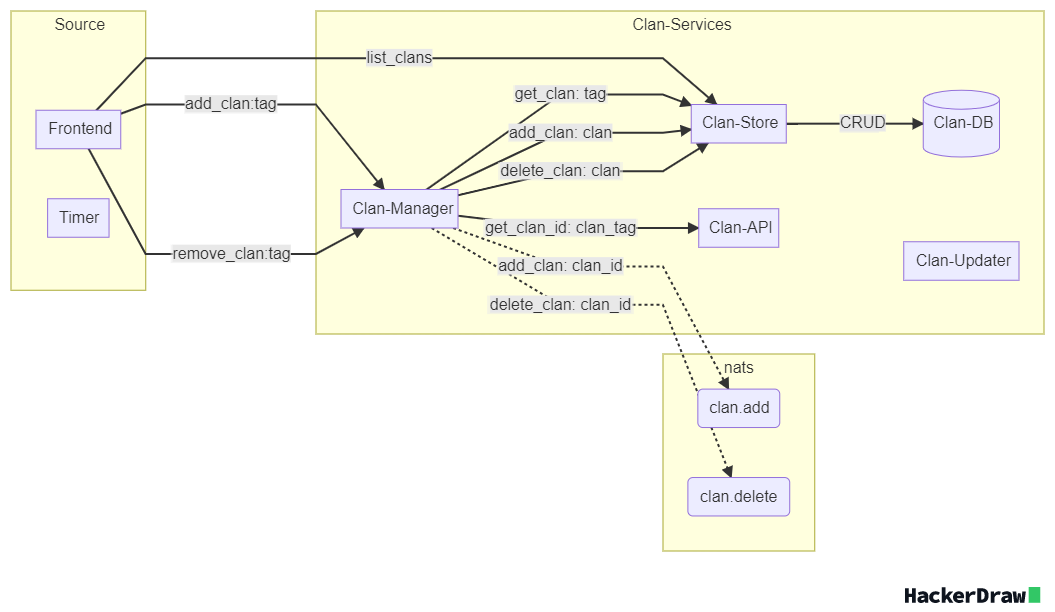 Source
Clan-Services
list_clans
get_clan: tag
add_clan:tag
Clan-Store
CRUD
Clan-DB
Frontend
add_clan: clan
delete_clan: clan
Clan-Manager
Timer
get_clan_id: clan_tag
Clan-API
remove_clan:tag
Clan-Updater
add_clan: clan_id
delete_clan: clan_id
nats
clan.add
clan.delete
HackerDraw